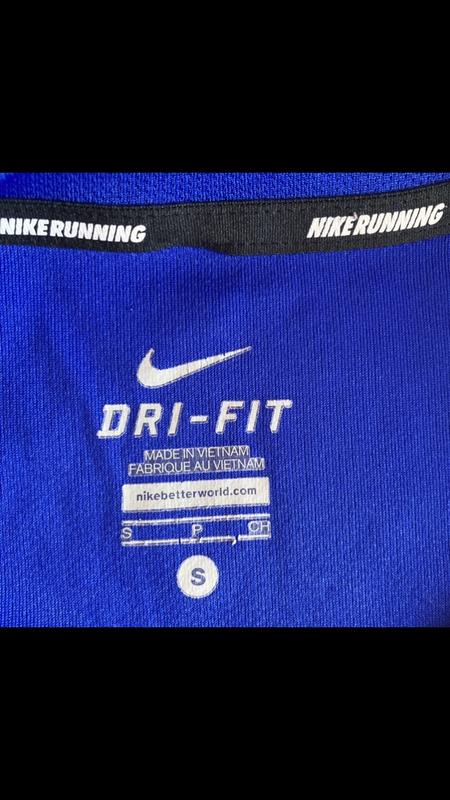 NIKE RUNNING NIKE RUNNING
DRI-FIT
MADE IN VIETNAM
FABRIQUE AU VIETNAM
nikebetterworld.com
S P CH
S